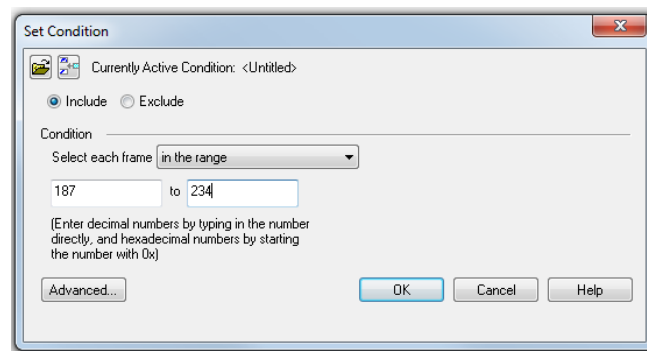 Set Condition
Currently Active Condition: <Untitled>
Include Exclude
Condition
Select each frame in the range
187 to 234
(Enter decimal numbers by typing in the number
directly, and hexadecimal numbers by starting
the number with 0x)
Advanced... OK Cancel Help